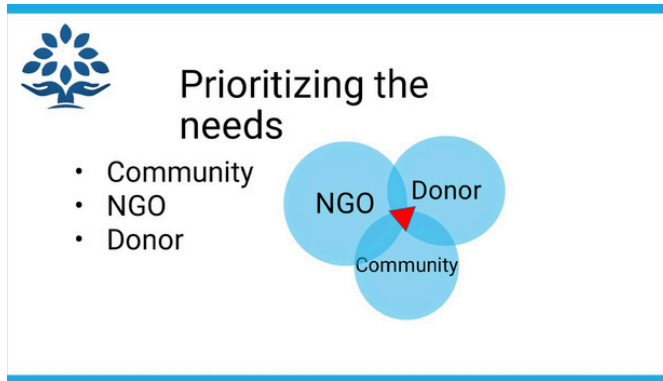 Prioritizing the
needs
• Community
• NGO
• Donor
NGO
Donor
Community